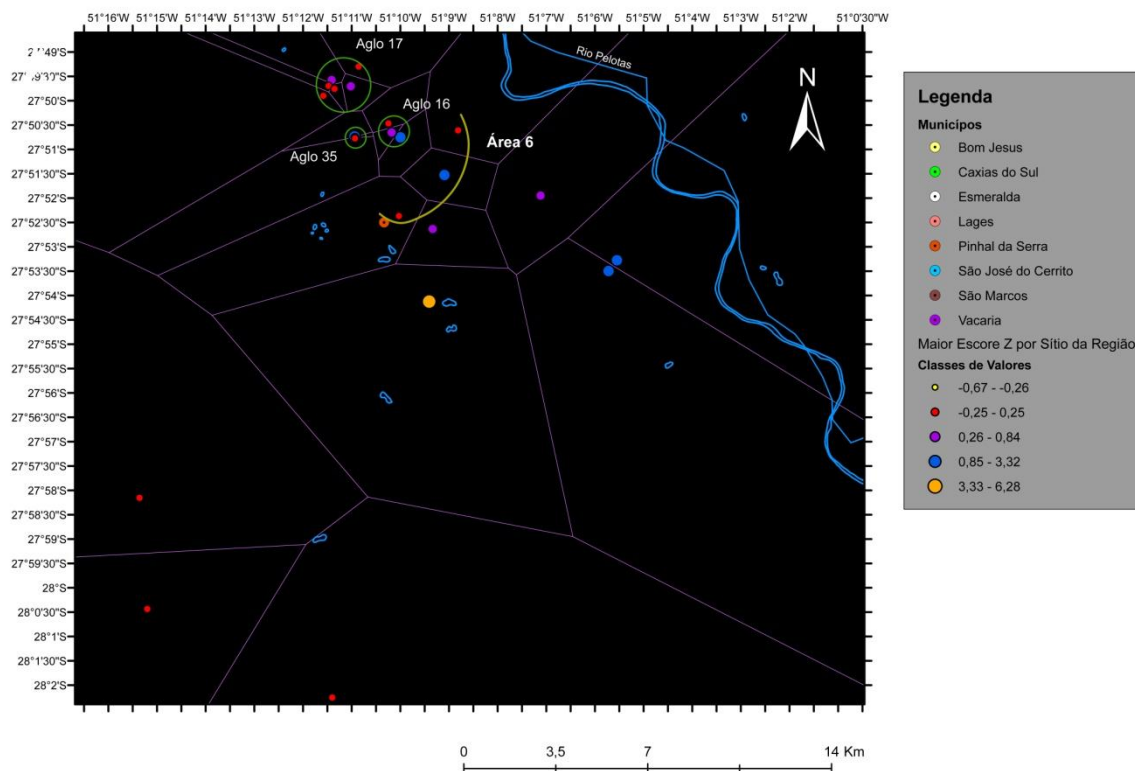 51°16'W 51°15'W 51°14'W 51°13'W 51°12'W 51°11'W 51°10'W 51°9'W 51°8'W 51°7'W 51°6'W 51°5'W 51°4'W 51°3'W 51°2'W 51°0'30"W
Aglo 17
Rio Pelotas
N
27°50'S
Aglo 16
27°50'30"S
Área 6
27°51'S
Aglo 35
27°51'30"S
27°52'S
27°52'30"S
27°53'S
27°53'30"S
27°54'S
27°54'30"S
27°55'S
27°55'30"S
27°56'S
27°56'30"S
27°57'S
27°57'30"S
27°58'S
27°58'30"S
27°59'S
27°59'30"S
28°S
28°0'30"S
28°1'S
28°1'30"S
28°2'S
0 3,5 7 14 Km
Legenda
Municipos
Bom Jesus
Caxias do Sul
Esmeralda
Lages
Pinhal da Serra
São José do Cerrito
São Marcos
Vacaria
Maior Escore Z por Sítio da Região
Classes de Valores
-0,67 - -0,26
-0,25 - 0,25
0,26 - 0,84
0,85 - 3,32
3,33 - 6,28